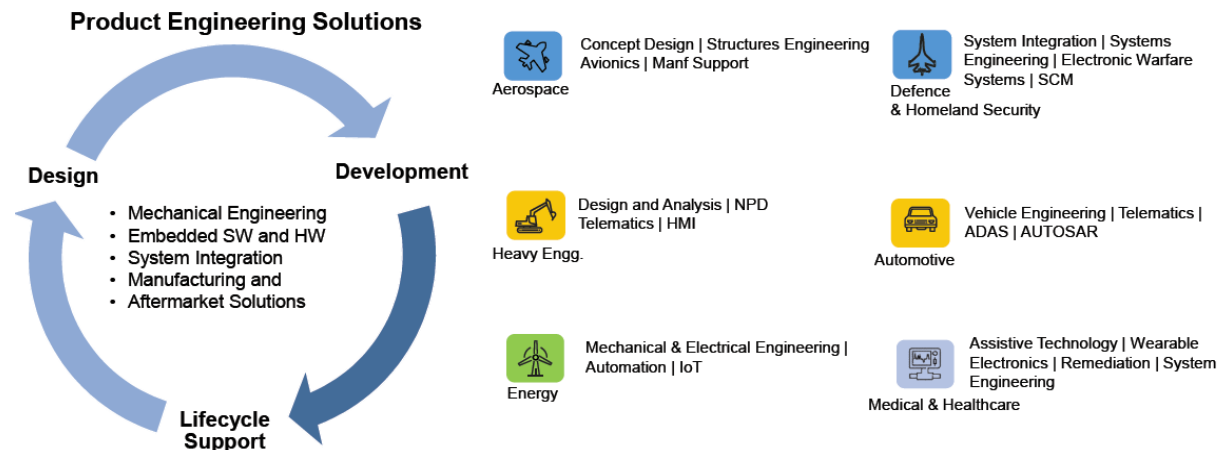 Product Engineering Solutions
Design
Development
• Mechanical Engineering
• Embedded SW and HW
• System Integration
• Manufacturing and
• Aftermarket Solutions
Lifecycle
Support
Concept Design | Structures Engineering
Avionics | Manf Support
Aerospace
System Integration | Systems
Engineering | Electronic Warfare
Systems | SCM
Defence
& Homeland Security
Design and Analysis | NPD
Telematics | HMI
Heavy Engg.
Vehicle Engineering | Telematics |
ADAS | AUTOSAR
Automotive
Mechanical & Electrical Engineering |
Automation | IoT
Energy
Assistive Technology | Wearable
Electronics | Remediation | System
Engineering
Medical & Healthcare